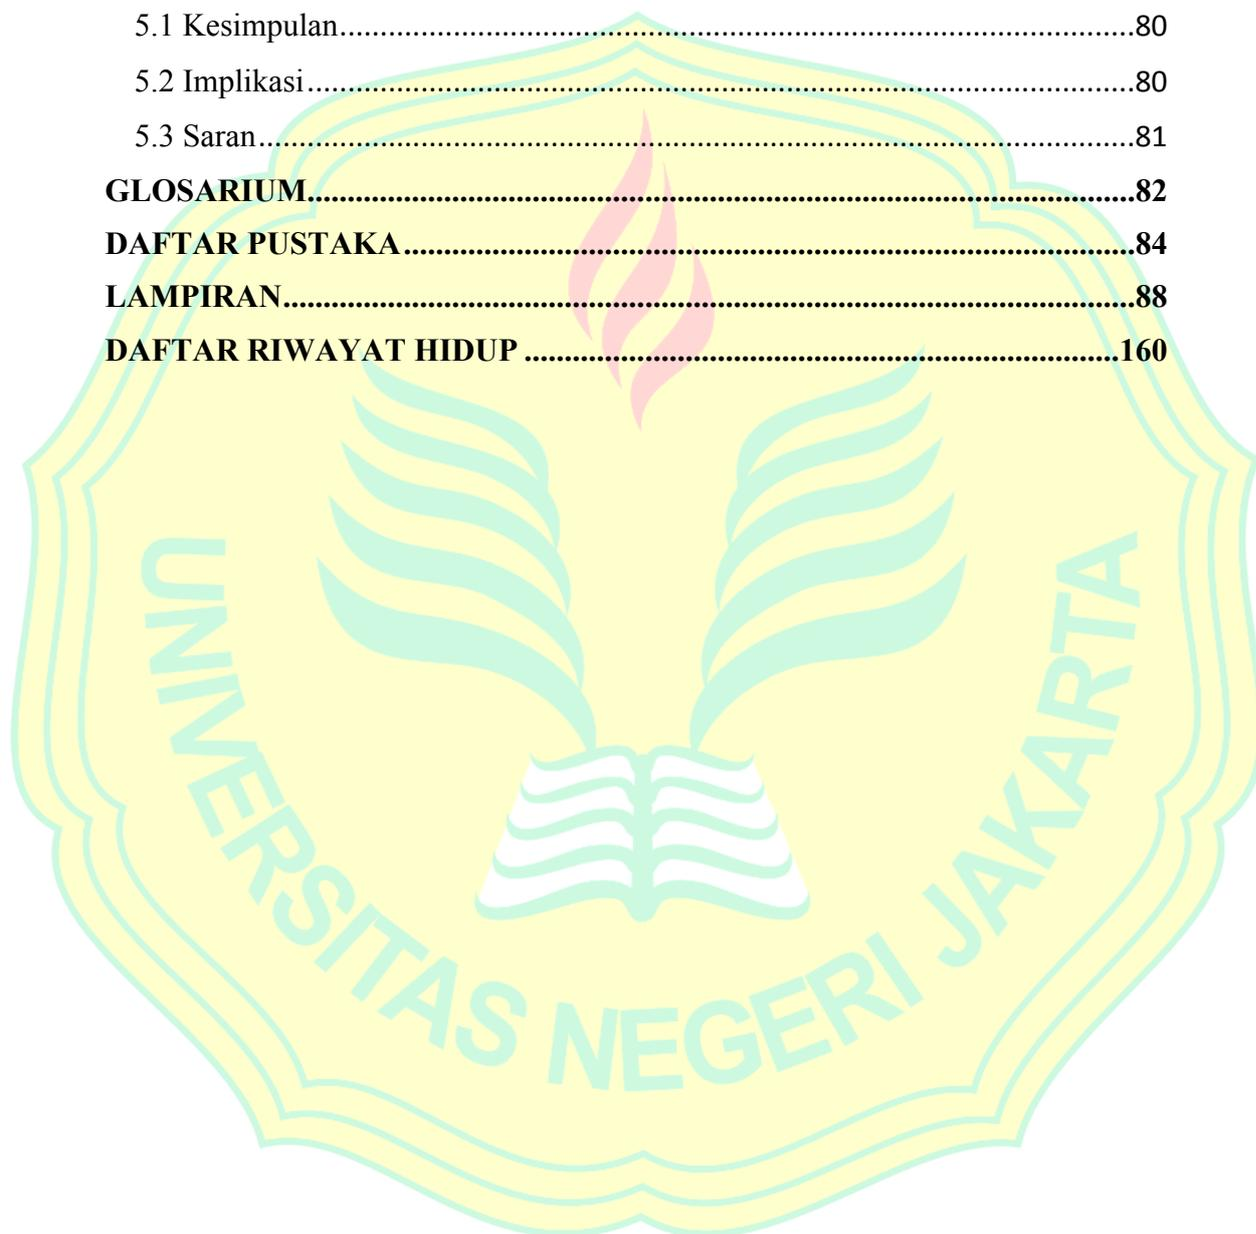 5.1 Kesimpulan..................................................................................................80
5.2 Implikasi......................................................................................................80
5.3 Saran............................................................................................................81
GLOSARIUM.......................................................................................................82
DAFTAR PUSTAKA...........................................................................................84
LAMPIRAN..........................................................................................................88
DAFTAR RIWAYAT HIDUP ..........................................................................160
UNIVERSITAS NEGERI JAKARTA